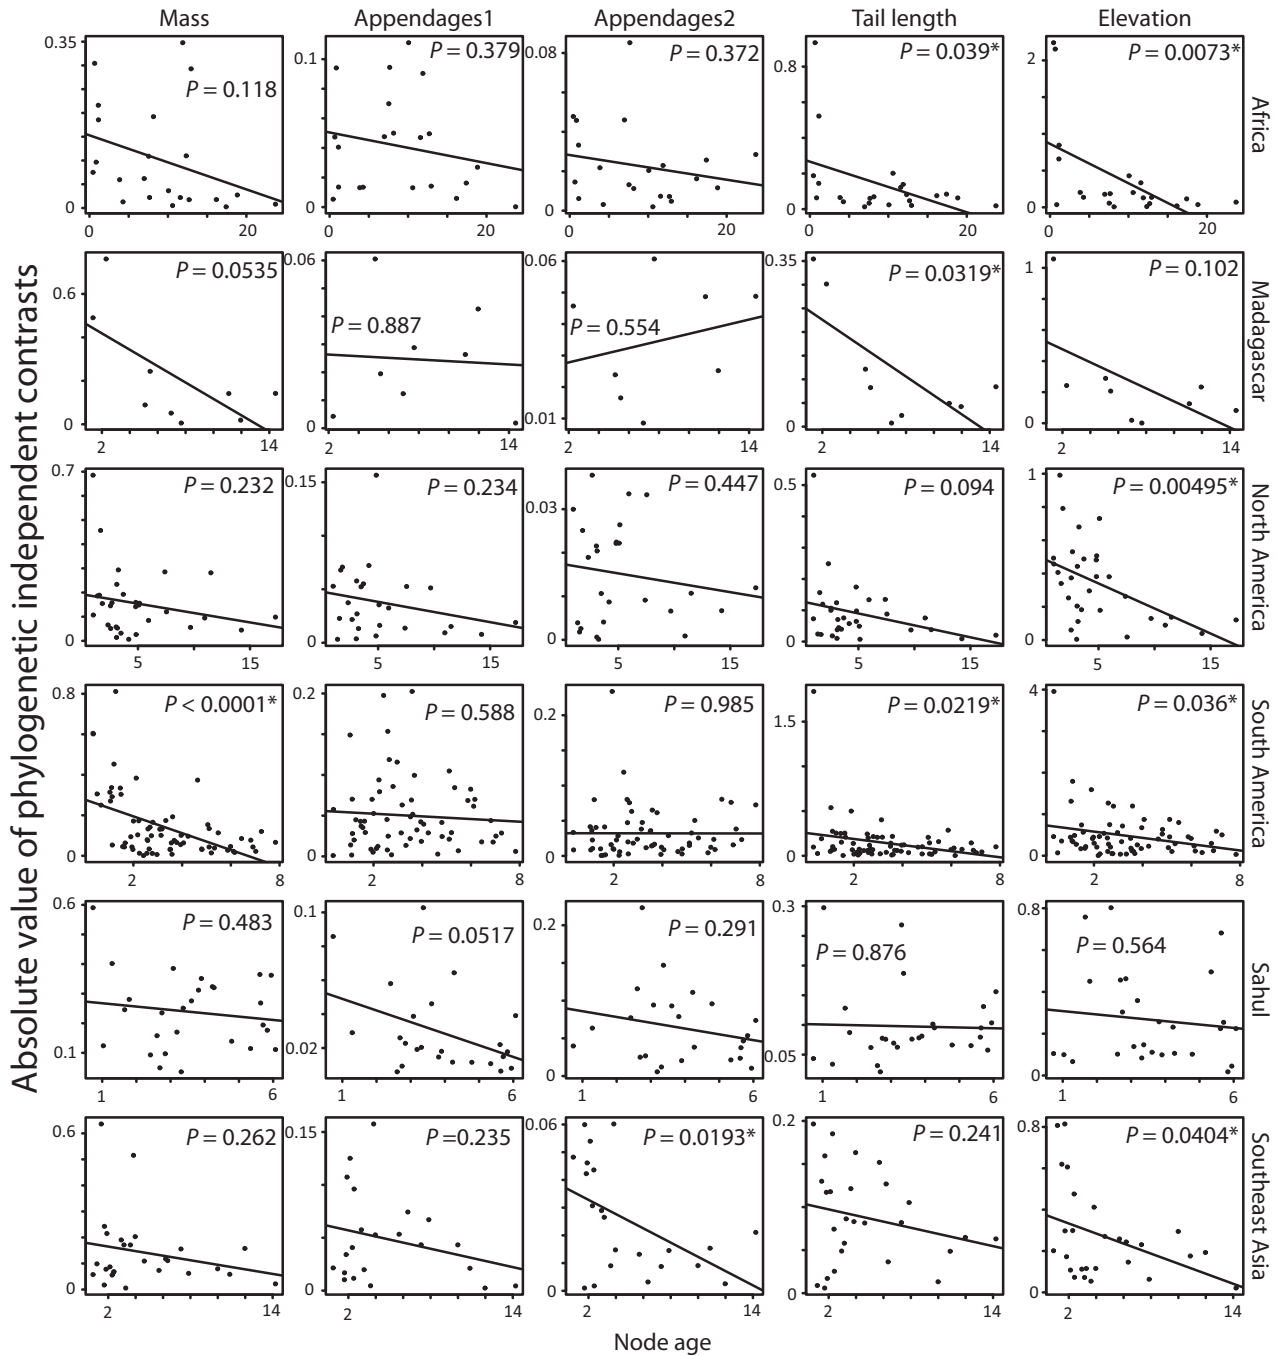 Mass Appendages1 Appendages2 Tail length Elevation
Absolute value of phylogenetic independent contrasts
0.35 0.1 0.08 0.8 2
P = 0.118 P = 0.379 P = 0.372 P = 0.039* P = 0.0073*
Africa
0 0 0 0 0
0 20 0 20 0 20 0 20 0 20
0.6 0.06 0.06 0.35 1
P = 0.0535 P = 0.887 P = 0.554 P = 0.0319* P = 0.102
Madagascar
0 0 0.01 0 0
2 14 2 14 2 14 2 14 2 14
0.7 0.15 0.03 0.5 1
P = 0.232 P = 0.234 P = 0.447 P = 0.094 P = 0.00495*
North America
0 0 0 0 0
5 15 5 15 5 15 5 15 5 15
0.8 0.2 0.2 1.5 4
P < 0.0001* P = 0.588 P = 0.985 P = 0.0219* P = 0.036*
South America
0 0 0 0 0
2 8 2 8 2 8 2 8 2 8
0.6 0.1 0.2 0.3 0.8
P = 0.483 P = 0.0517 P = 0.291 P = 0.876 P = 0.564
Sahul
0.1 0.02 0 0.05 0
1 6 1 6 1 6 1 6 1 6
0.6 0.15 0.06 0.2 0.8
P = 0.262 P =0.235 P = 0.0193* P = 0.241 P = 0.0404*
Southeast Asia
0 0 0 0 0
2 14 2 14 2 14 2 14 2 14
Node age